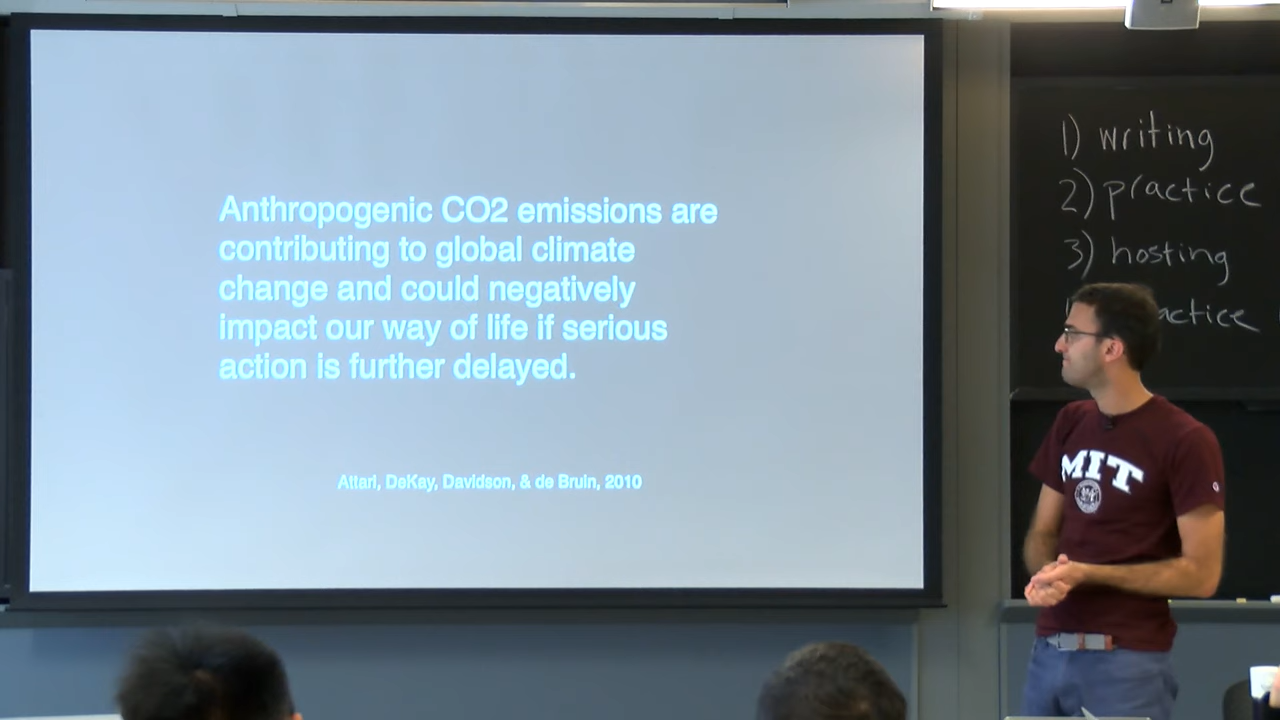 Anthropogenic CO2 emissions are
contributing to global climate
change and could negatively
impact our way of life if serious
action is further delayed.
Attari, DeKay, Davidson, & de Bruin, 2010
1) writing
2) practice
3) hosting
MIT